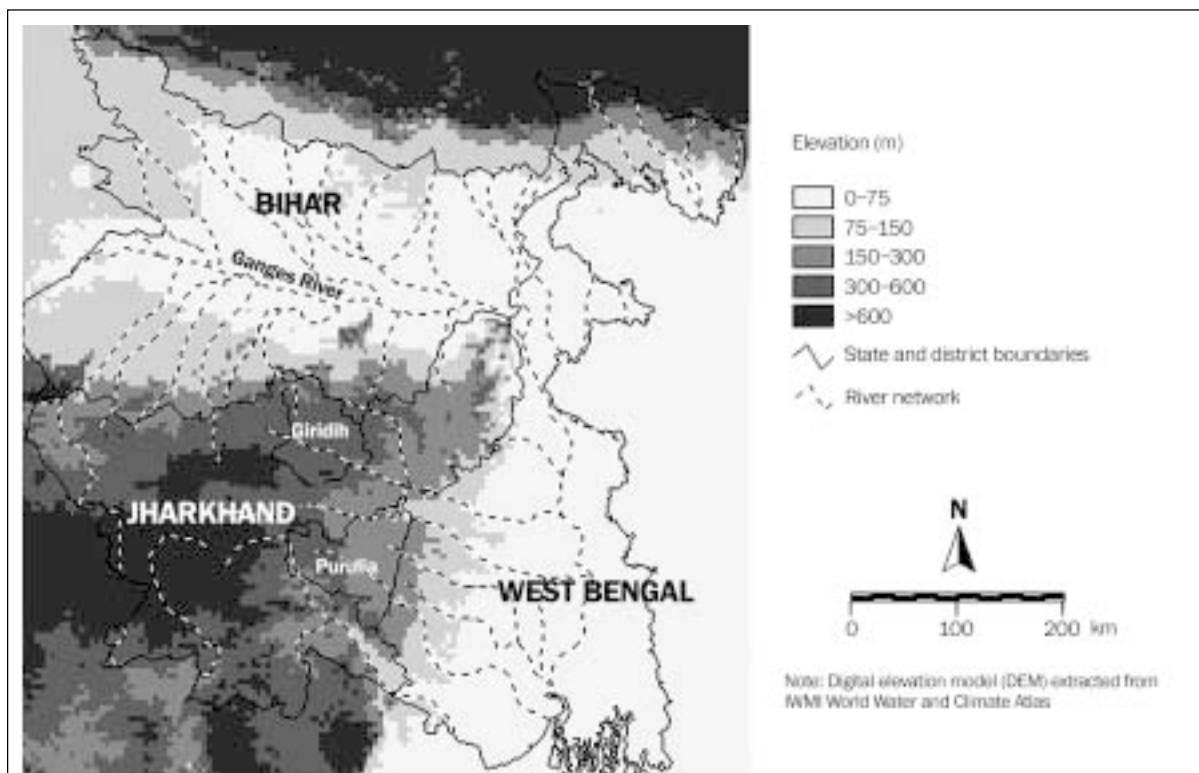 BIHAR
Ganges River
Giridih
JHARKHAND
Purulia
WEST BENGAL
Elevation (m)
0–75
75–150
150–300
300–600
>600
State and district boundaries
River network
N
0 100 200 km
Note: Digital elevation model (DEM) extracted from
IWMI World Water and Climate Atlas